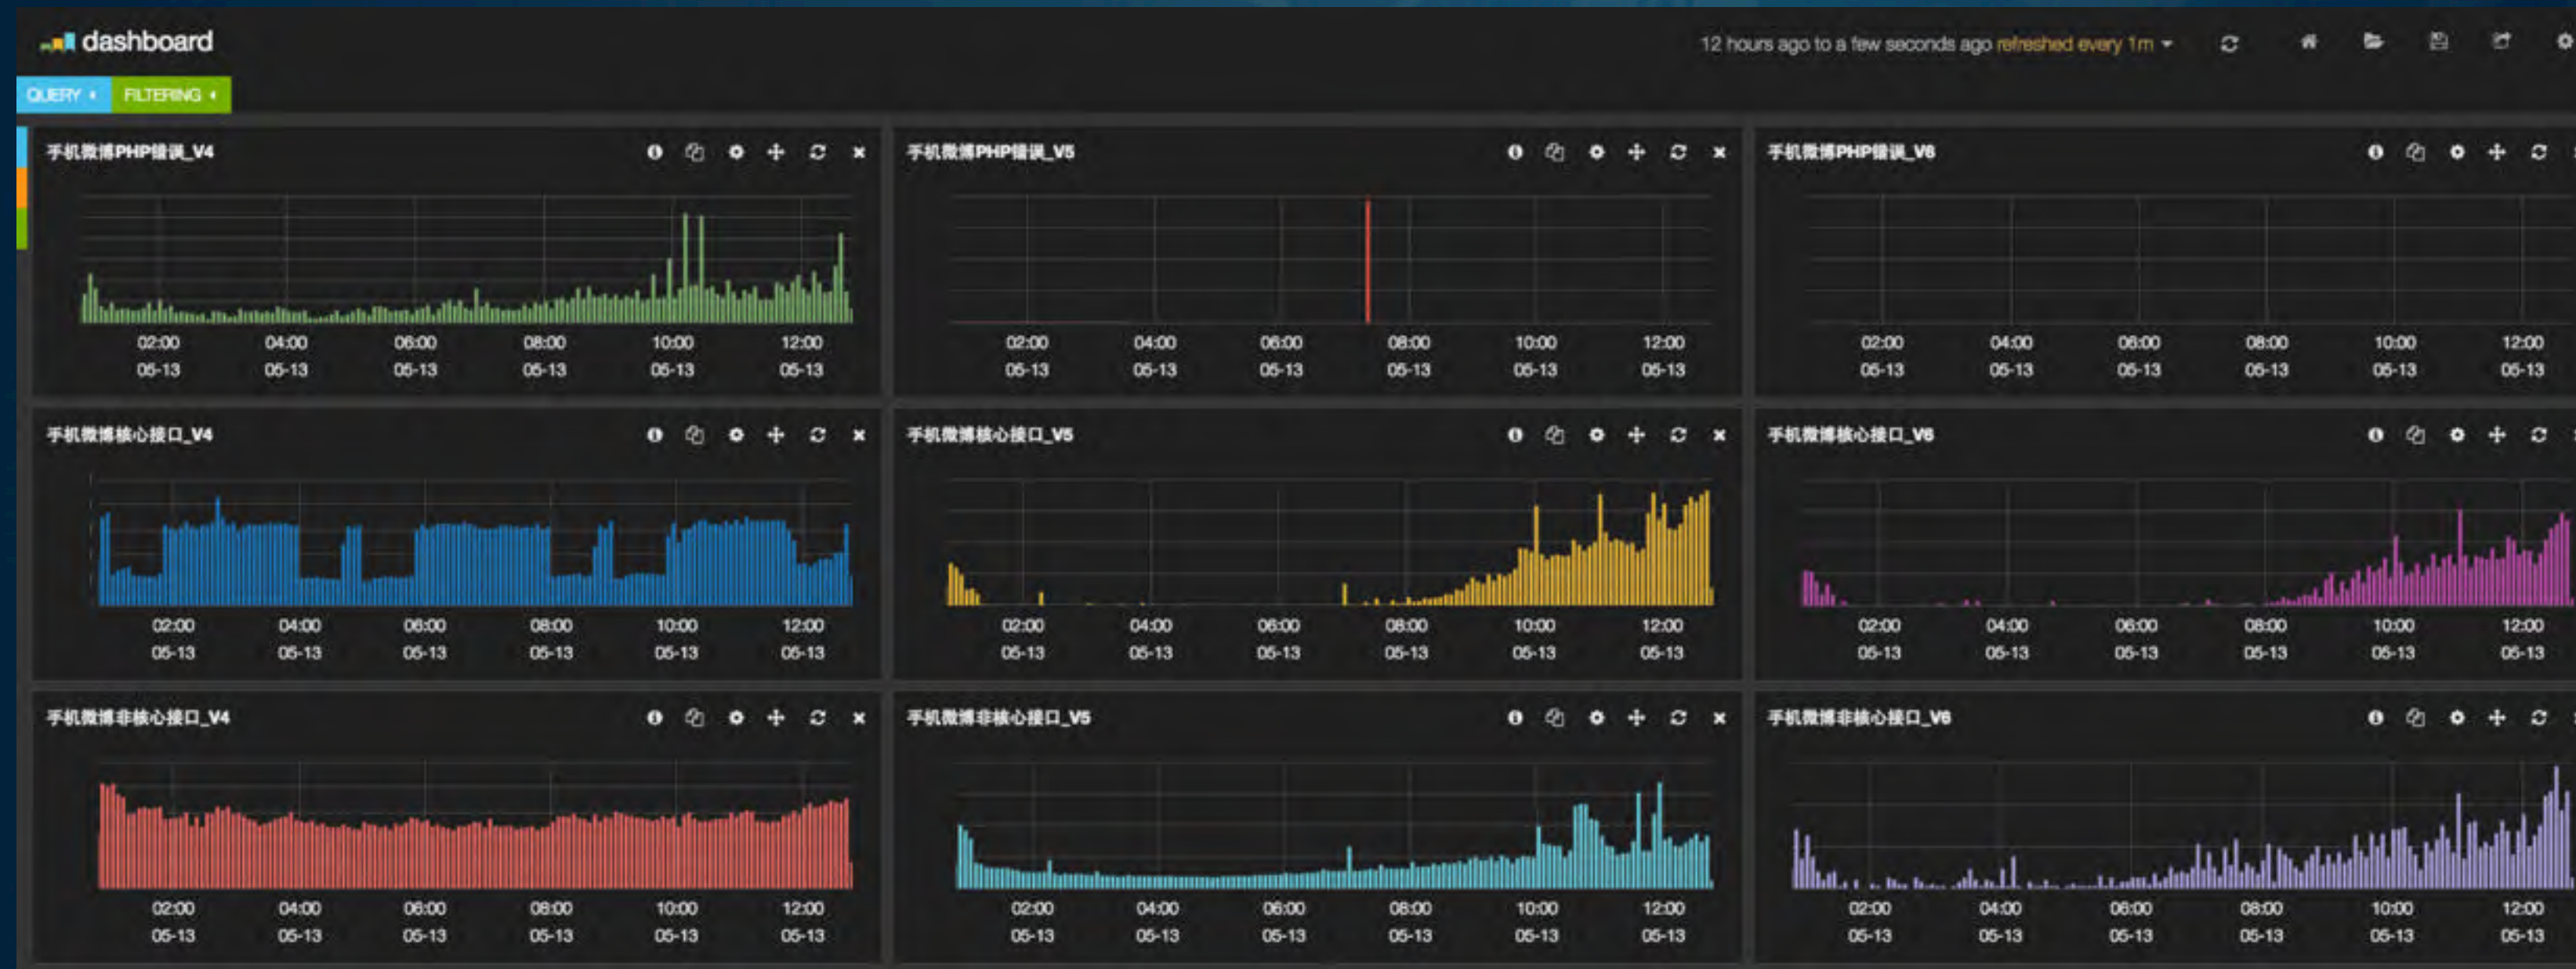 dashboard
12 hours ago to a few seconds ago refreshed every 1m
QUERY FILTERING
手机微博PHP错误_V4
手机微博PHP错误_V5
手机微博PHP错误_V6
02:00 04:00 06:00 08:00 10:00 12:00
05-13 05-13 05-13 05-13 05-13 05-13
02:00 04:00 06:00 08:00 10:00 12:00
05-13 05-13 05-13 05-13 05-13 05-13
02:00 04:00 06:00 08:00 10:00 12:00
05-13 05-13 05-13 05-13 05-13 05-13
手机微博核心接口_V4
手机微博核心接口_V5
手机微博核心接口_V6
02:00 04:00 06:00 08:00 10:00 12:00
05-13 05-13 05-13 05-13 05-13 05-13
02:00 04:00 06:00 08:00 10:00 12:00
05-13 05-13 05-13 05-13 05-13 05-13
02:00 04:00 06:00 08:00 10:00 12:00
05-13 05-13 05-13 05-13 05-13 05-13
手机微博非核心接口_V4
手机微博非核心接口_V5
手机微博非核心接口_V6
02:00 04:00 06:00 08:00 10:00 12:00
05-13 05-13 05-13 05-13 05-13 05-13
02:00 04:00 06:00 08:00 10:00 12:00
05-13 05-13 05-13 05-13 05-13 05-13
02:00 04:00 06:00 08:00 10:00 12:00
05-13 05-13 05-13 05-13 05-13 05-13